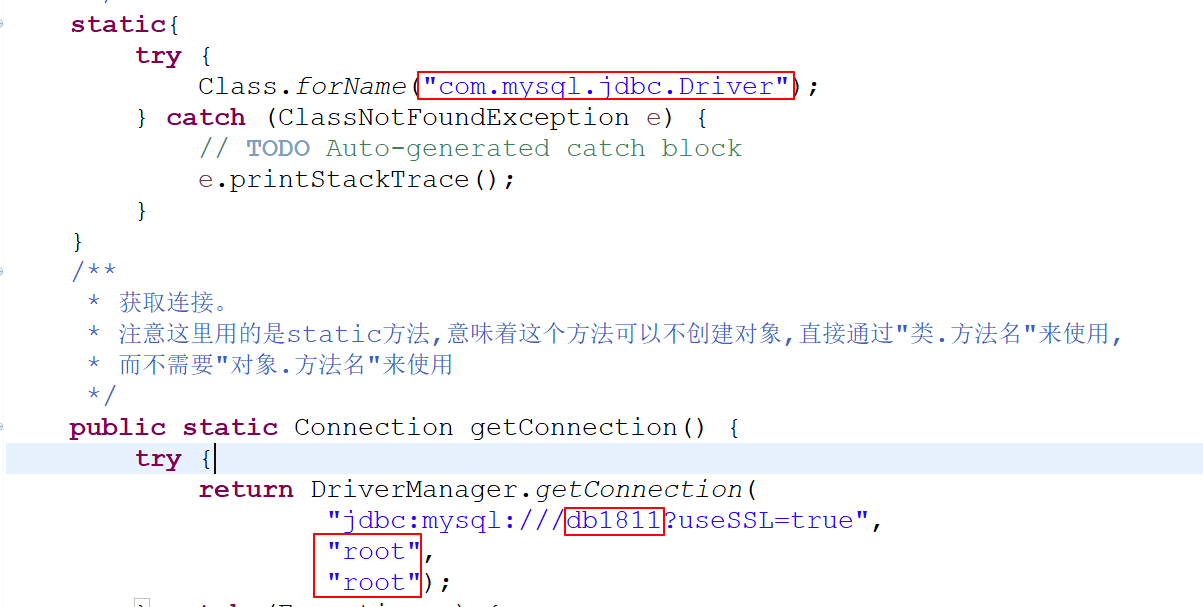 static{
try {
Class.forName("com.mysql.jdbc.Driver");
} catch (ClassNotFoundException e) {
// TODO Auto-generated catch block
e.printStackTrace();
}
}
/**
* 获取连接。
* 注意这里用的是static方法,意味着这个方法可以不创建对象,直接通过"类.方法名"来使用,
* 而不需要"对象.方法名"来使用
*/
public static Connection getConnection() {
try {
return DriverManager.getConnection(
"jdbc:mysql:///db1811?useSSL=true",
"root",
"root");